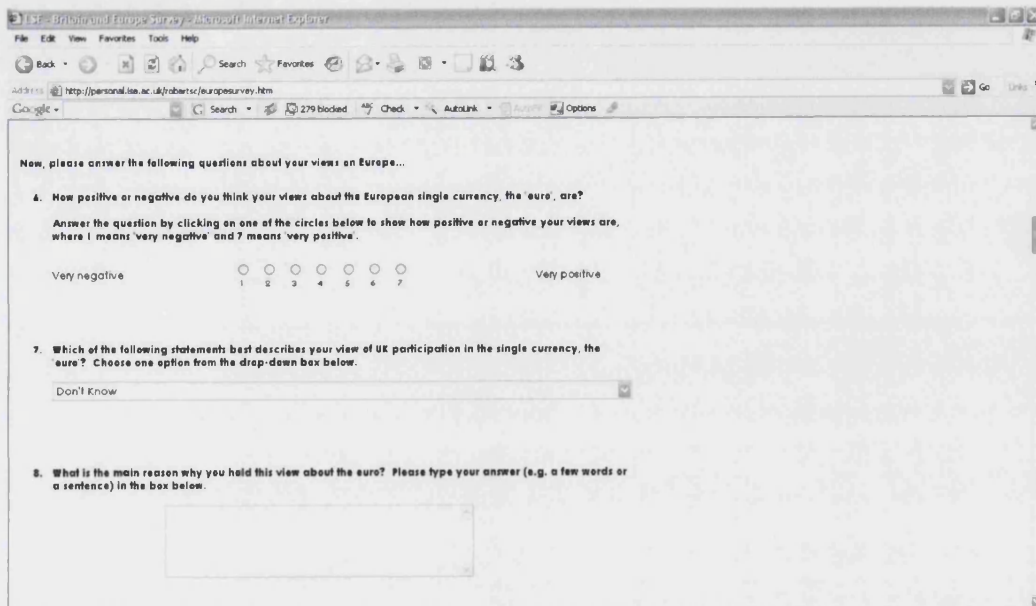 LSE - Britain and Europe Survey - Microsoft Internet Explorer
File Edit View Favorites Tools Help
Back Search Favorites
Address http://personal.lse.ac.uk/robertsc/europesurvey.htm Go Links
Google Search 279 blocked Check AutoLink AutoFill Options
Now, please answer the following questions about your views on Europe...
6. How positive or negative do you think your views about the European single currency, the 'euro', are?
Answer the question by clicking on one of the circles below to show how positive or negative your views are, where 1 means 'very negative' and 7 means 'very positive'.
Very negative 1 2 3 4 5 6 7 Very positive
7. Which of the following statements best describes your view of UK participation in the single currency, the 'euro'? Choose one option from the drop-down box below.
Don't Know
8. What is the main reason why you hold this view about the euro? Please type your answer (e.g. a few words or a sentence) in the box below.